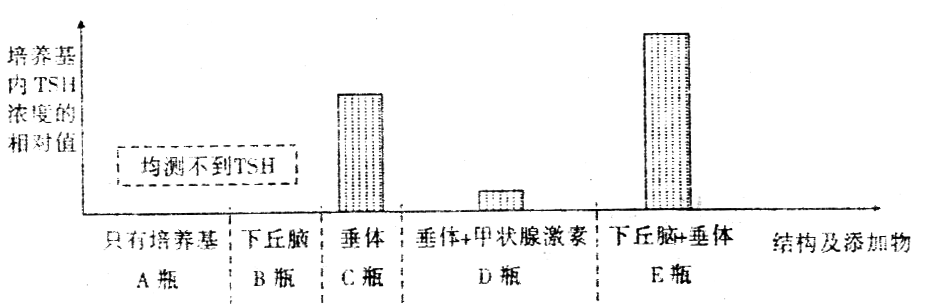 培养基
内TSH
浓度的
相对值
均测不到TSH
只有培养基 下丘脑 垂体 垂体+甲状腺激素 下丘脑+垂体 结构及添加物
A瓶 B瓶 C瓶 D瓶 E瓶